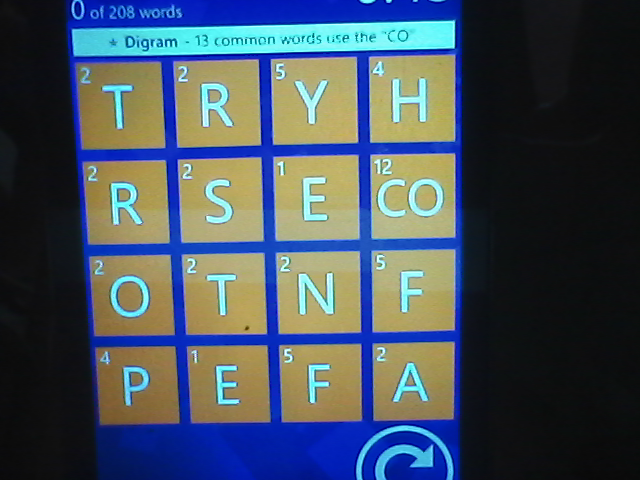 0 of 208 words
* Digram - 13 common words use the "CO"
2 T 2 R 5 Y 4 H
2 R 2 S 1 E 12 CO
2 O 2 T 2 N 5 F
4 P 1 E 5 F 2 A